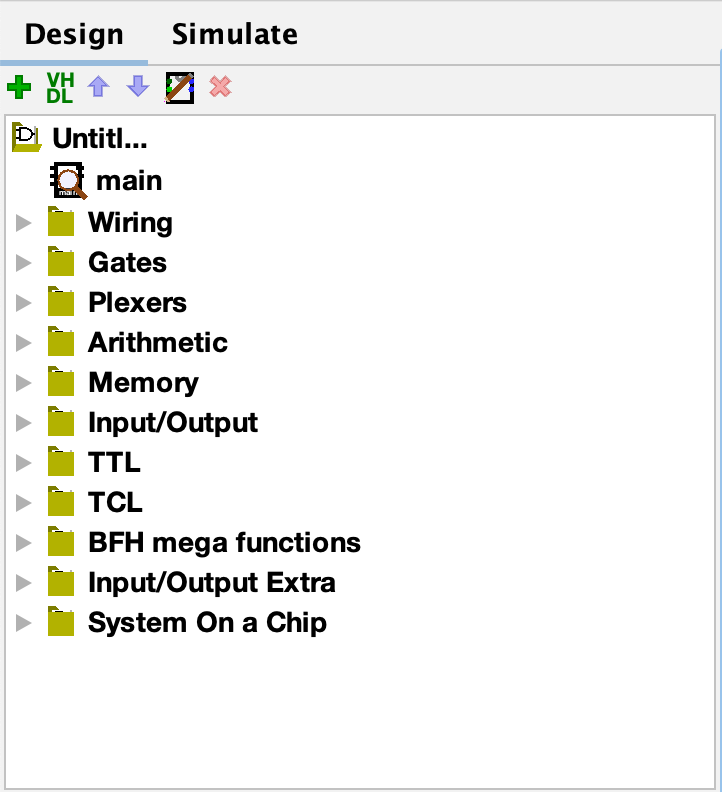 Design Simulate
VH
DL
Untitl...
main
Wiring
Gates
Plexers
Arithmetic
Memory
Input/Output
TTL
TCL
BFH mega functions
Input/Output Extra
System On a Chip